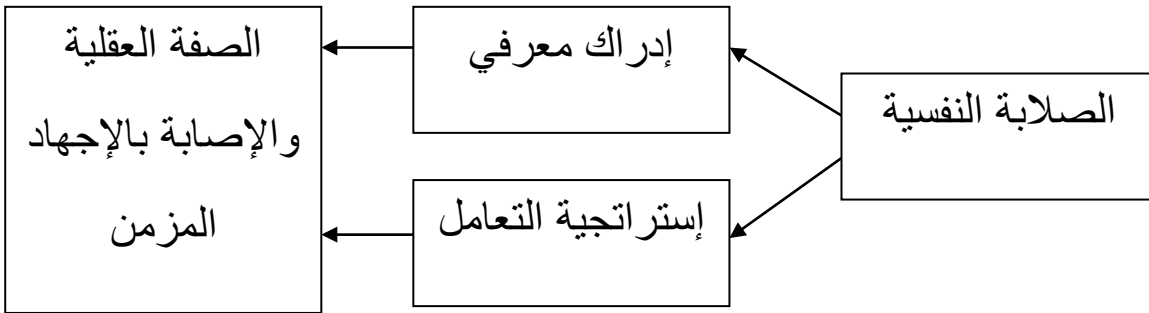 الصلابة النفسية
إدراك معرفي
إستراتجية التعامل
الصفة العقلية
والإصابة بالإجهاد
المزمن